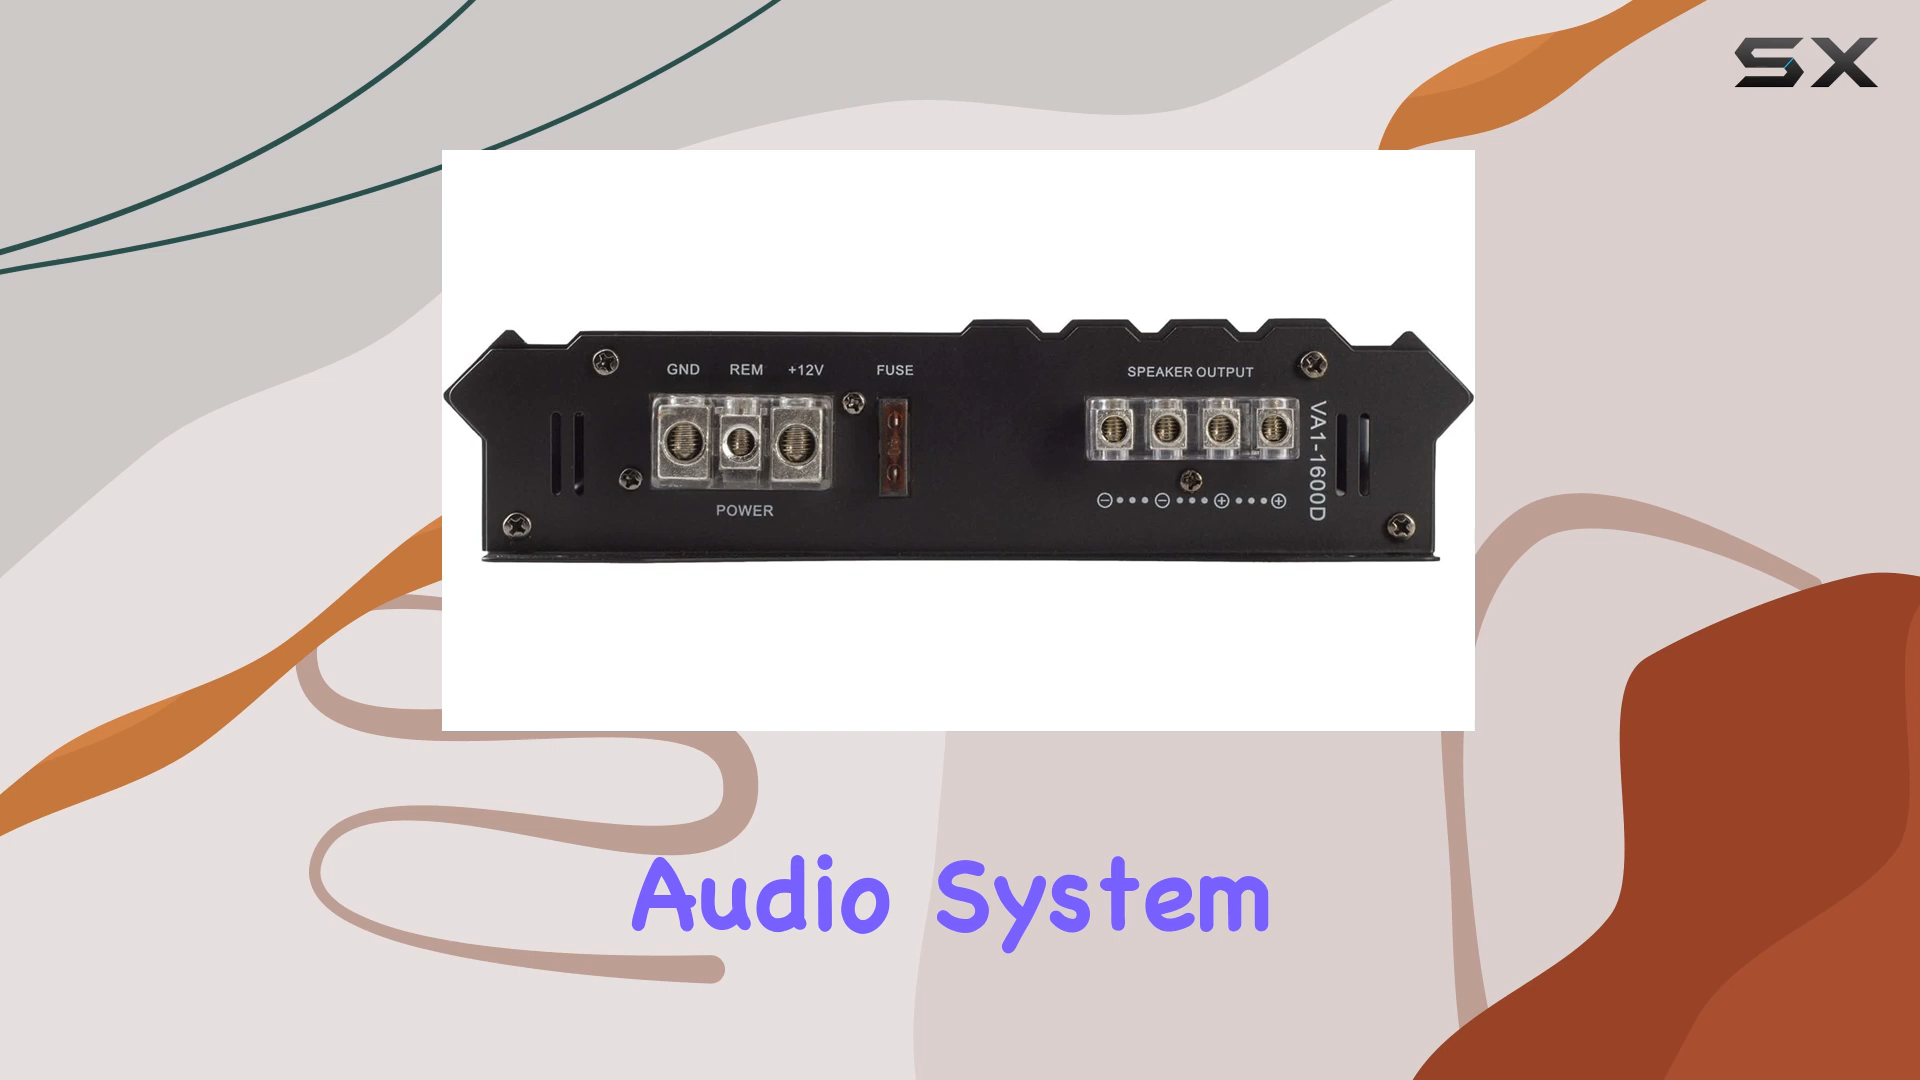 SX
GND REM +12V FUSE SPEAKER OUTPUT
VA1-1600D
POWER
Audio System